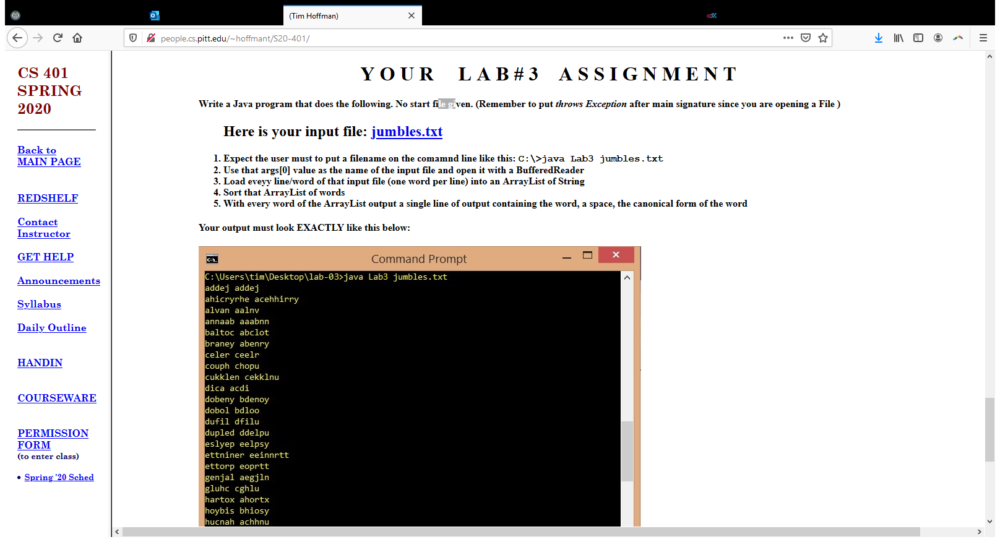 (Tim Hoffman)
edX
people.cs.pitt.edu/~hoffmant/S20-401/
CS 401
SPRING
2020
Back to
MAIN PAGE
REDSHELF
Contact
Instructor
GET HELP
Announcements
Syllabus
Daily Outline
HANDIN
COURSEWARE
PERMISSION
FORM
(to enter class)
• Spring '20 Sched
YOUR LAB#3 ASSIGNMENT
Write a Java program that does the following. No start file given. (Remember to put throws Exception after main signature since you are opening a File )
Here is your input file: jumbles.txt
1. Expect the user must to put a filename on the comamnd line like this: C:\>java Lab3 jumbles.txt
2. Use that args[0] value as the name of the input file and open it with a BufferedReader
3. Load eveyy line/word of that input file (one word per line) into an ArrayList of String
4. Sort that ArrayList of words
5. With every word of the ArrayList output a single line of output containing the word, a space, the canonical form of the word
Your output must look EXACTLY like this below:
Command Prompt
C:\Users\tim\Desktop\lab-03>java Lab3 jumbles.txt
addej addej
ahicryrhe acehhirry
alvan aalnv
annaab aaabnn
baltoc abclot
braney abenry
celer ceelr
couph chopu
cukklen cekklnu
dica acdi
dobeny bdenoy
dobol bdloo
dufil dfilu
dupled ddelpu
eslyep eelpsy
ettniner eeinnrtt
ettorp eoprtt
genjal aegjln
gluhc cghlu
hartox ahortx
hoybis bhiosy
hucnah achhnu